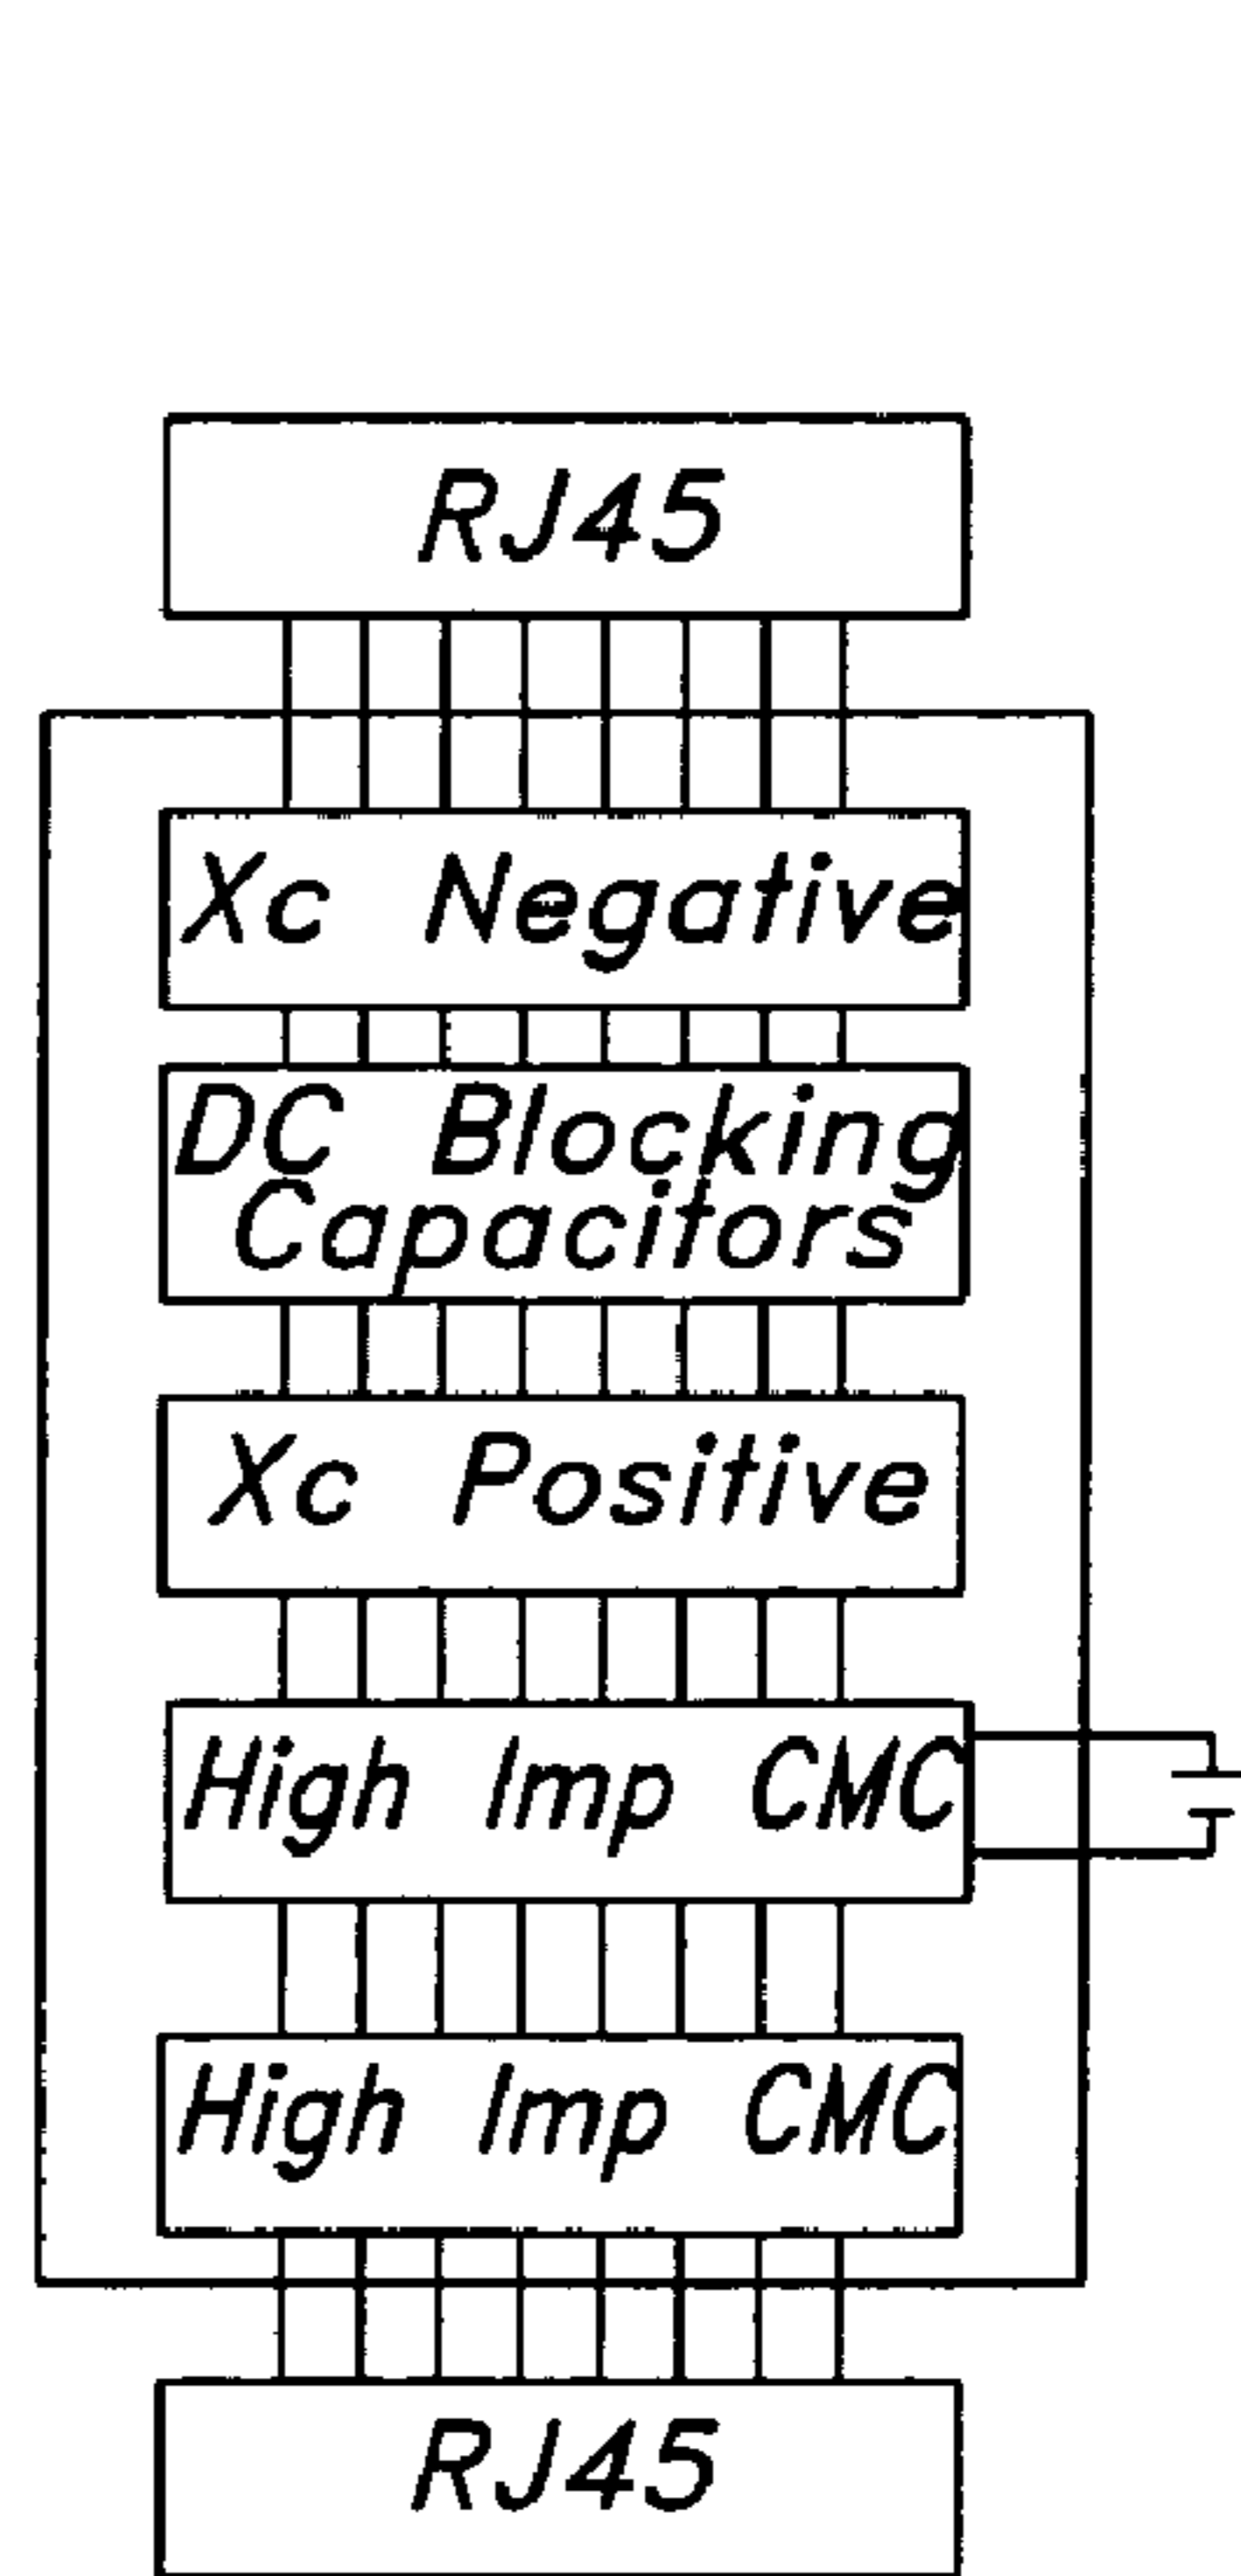 RJ45
Xc Negative
DC Blocking
Capacitors
Xc Positive
High Imp CMC
High Imp CMC
RJ45